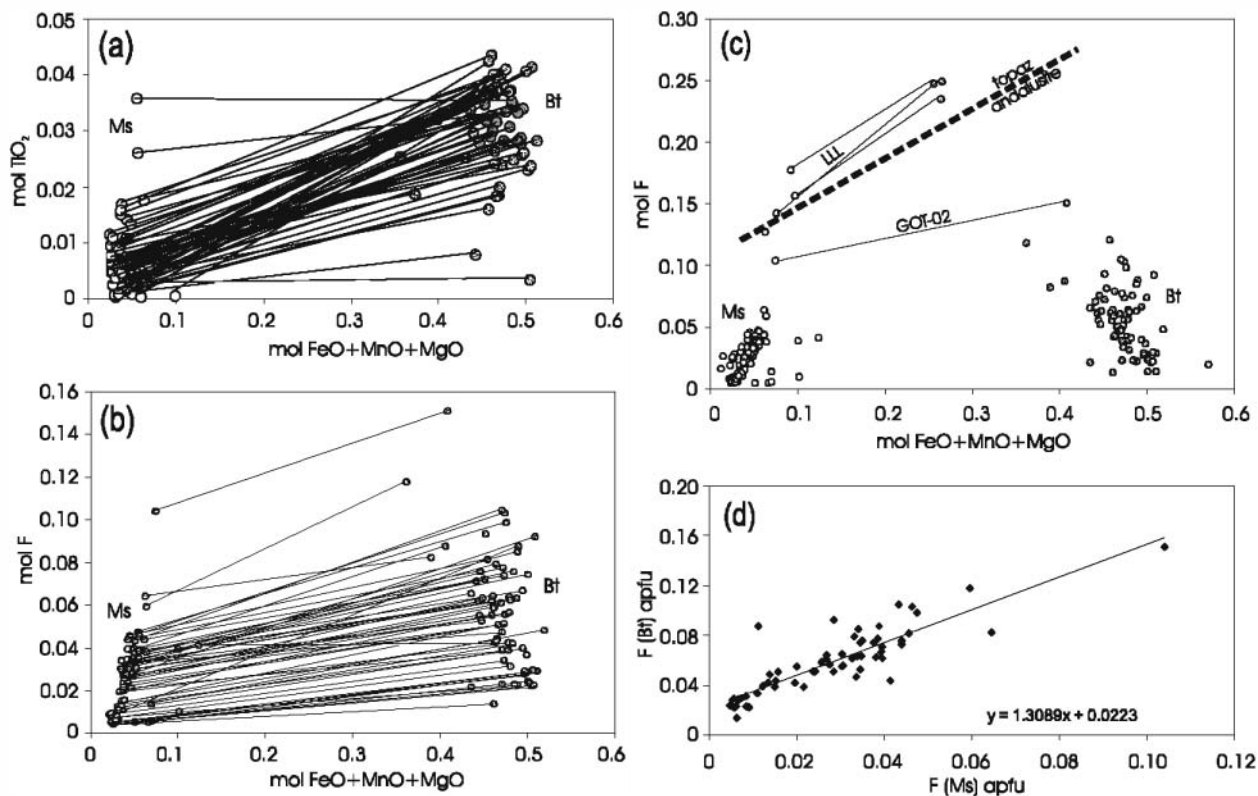 (a)
0.05
0.04
0.03
0.02
0.01
0
mol TiO2
Ms
Bt
0 0.1 0.2 0.3 0.4 0.5 0.6
mol FeO+MnO+MgO
(b)
0.16
0.14
0.12
0.10
0.08
0.06
0.04
0.02
0
mol F
Ms
Bt
0 0.1 0.2 0.3 0.4 0.5 0.6
mol FeO+MnO+MgO
(c)
0.35
0.30
0.25
0.20
0.15
0.10
0.05
0
mol F
topaz
andalusite
LLL
GOT-02
Ms
Bt
0 0.1 0.2 0.3 0.4 0.5 0.6
mol FeO+MnO+MgO
(d)
0.20
0.16
0.12
0.08
0.04
0.00
F (Bt) apfu
y = 1.3089x + 0.0223
0 0.02 0.04 0.06 0.08 0.10 0.12
F (Ms) apfu